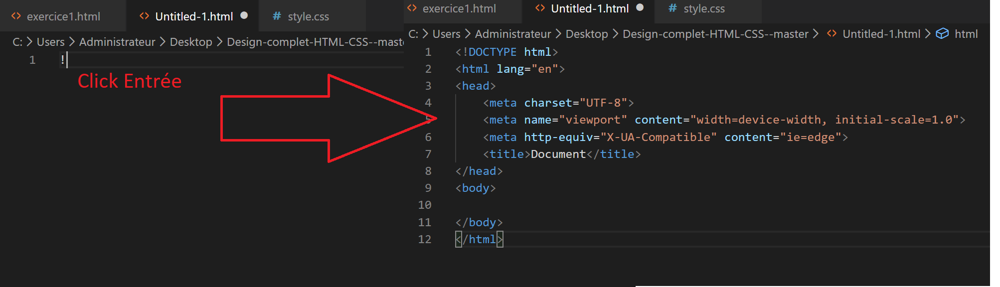 exercice1.html Untitled-1.html # style.css
C: > Users > Administrateur > Desktop > Design-complet-HTML-CSS--maste
1 !
Click Entrée
exercice1.html Untitled-1.html # style.css
C: > Users > Administrateur > Desktop > Design-complet-HTML-CSS--master > Untitled-1.html > html
1 <!DOCTYPE html>
2 <html lang="en">
3 <head>
4 <meta charset="UTF-8">
5 <meta name="viewport" content="width=device-width, initial-scale=1.0">
6 <meta http-equiv="X-UA-Compatible" content="ie=edge">
7 <title>Document</title>
8 </head>
9 <body>
10
11 </body>
12 </html>